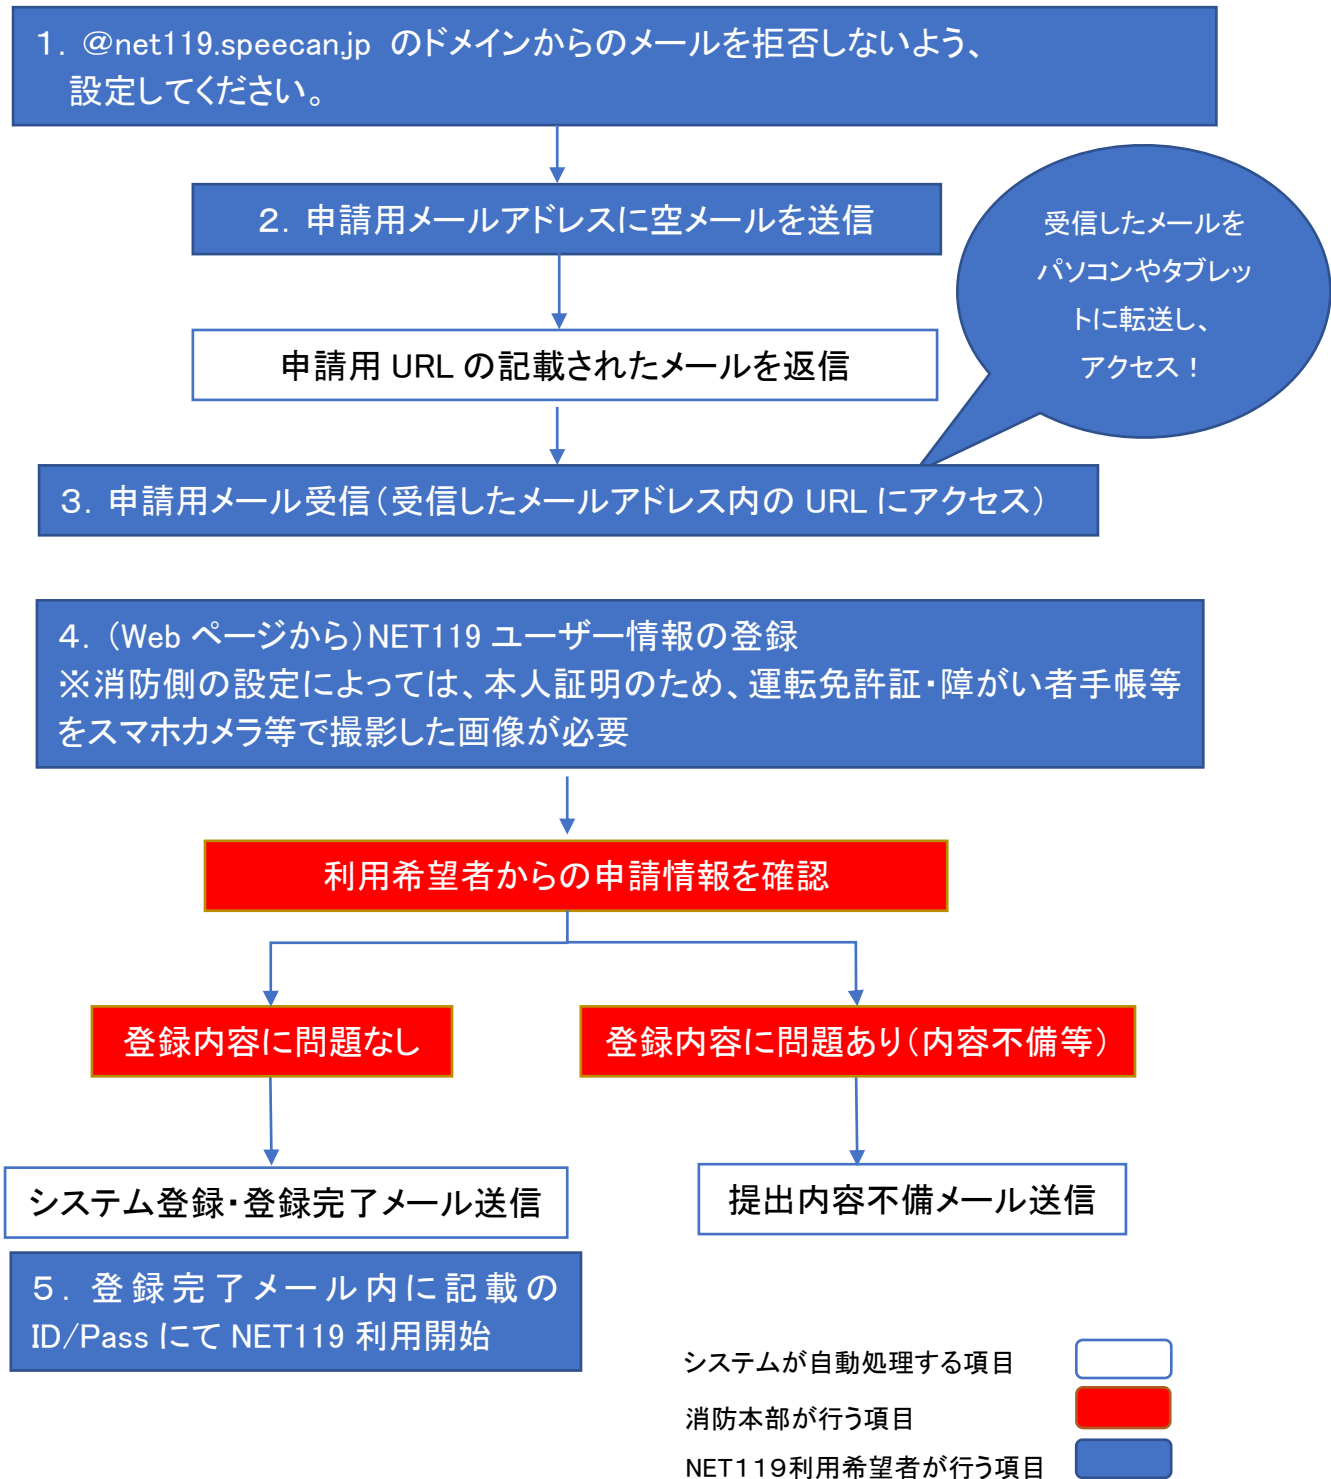 １．＠net119.speecan.jp のドメインからのメールを拒否しないよう、
設定してください。
２．申請用メールアドレスに空メールを送信
受信したメールを
パソコンやタブレッ
トに転送し、
アクセス！
申請用 URL の記載されたメールを返信
３．申請用メール受信（受信したメールアドレス内の URL にアクセス）
４．（Web ページから）NET119 ユーザー情報の登録
※消防側の設定によっては、本人証明のため、運転免許証・障がい者手帳等
をスマホカメラ等で撮影した画像が必要
利用希望者からの申請情報を確認
登録内容に問題なし
登録内容に問題あり（内容不備等）
システム登録・登録完了メール送信
提出内容不備メール送信
５．登録完了メール内に記載の
ID/Pass にて NET119 利用開始
システムが自動処理する項目
消防本部が行う項目
NET１１９利用希望者が行う項目